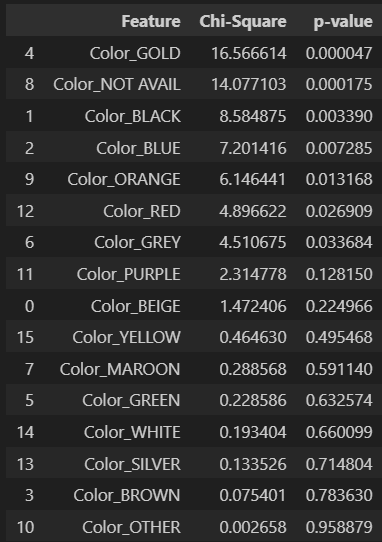 Feature Chi-Square p-value
4 Color_GOLD 16.566614 0.000047
8 Color_NOT AVAIL 14.077103 0.000175
1 Color_BLACK 8.584875 0.003390
2 Color_BLUE 7.201416 0.007285
9 Color_ORANGE 6.146441 0.013168
12 Color_RED 4.896622 0.026909
6 Color_GREY 4.510675 0.033684
11 Color_PURPLE 2.314778 0.128150
0 Color_BEIGE 1.472406 0.224966
15 Color_YELLOW 0.464630 0.495468
7 Color_MAROON 0.288568 0.591140
5 Color_GREEN 0.228586 0.632574
14 Color_WHITE 0.193404 0.660099
13 Color_SILVER 0.133526 0.714804
3 Color_BROWN 0.075401 0.783630
10 Color_OTHER 0.002658 0.958879